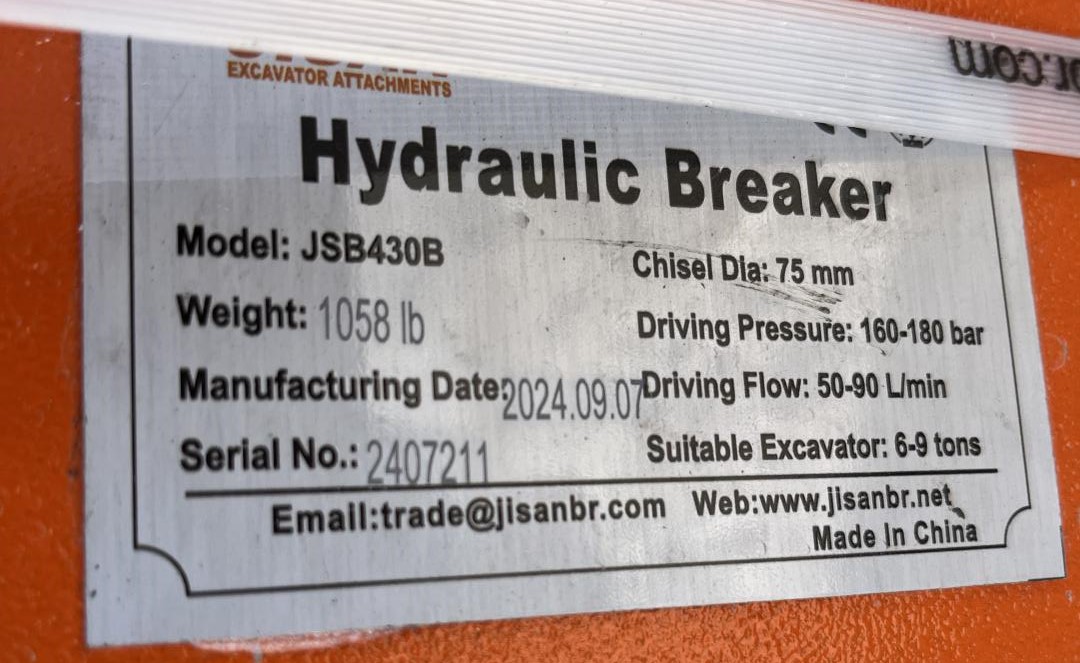 EXCAVATOR ATTACHMENTS
Hydraulic Breaker
Model: JSB430B
Chisel Dia: 75 mm
Weight: 1058 lb
Driving Pressure: 160-180 bar
Manufacturing Date:2024.09.07
Driving Flow: 50-90 L/min
Serial No.: 2407211
Suitable Excavator: 6-9 tons
Email:trade@jisanbr.com Web:www.jisanbr.net
Made In China